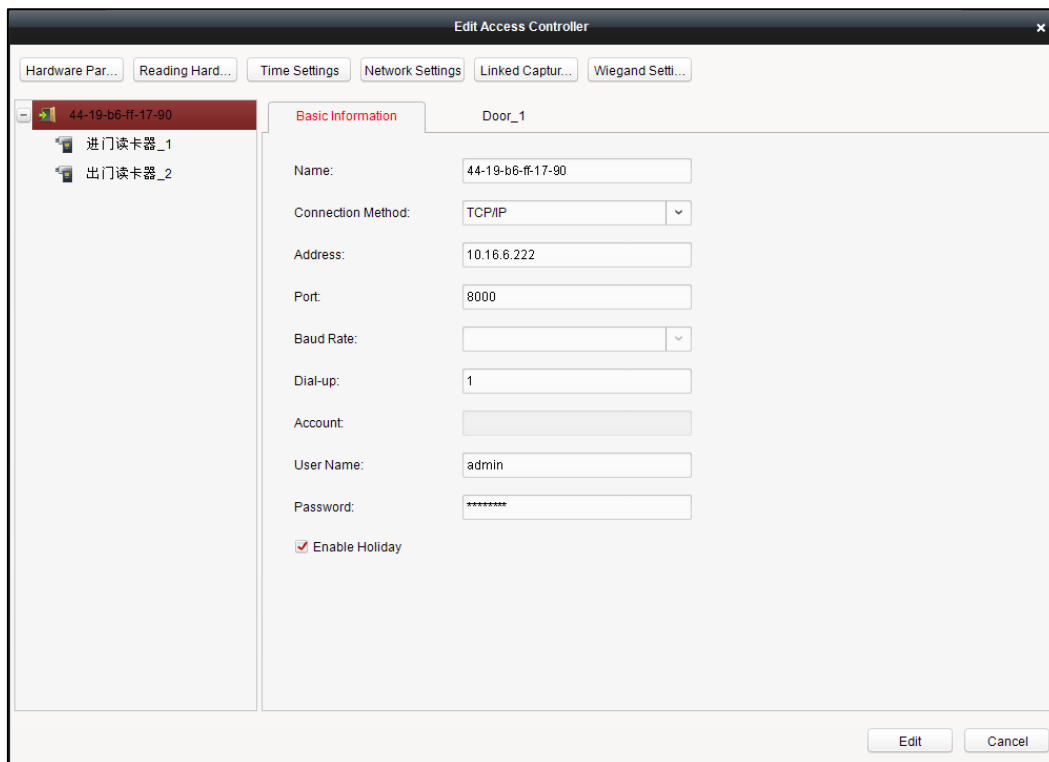 Edit Access Controller ×
Hardware Par... Reading Hard... Time Settings Network Settings Linked Captur... Wiegand Setti...
44-19-b6-ff-17-90
进门读卡器_1
出门读卡器_2
Basic Information Door_1
Name: 44-19-b6-ff-17-90
Connection Method: TCP/IP
Address: 10.16.6.222
Port: 8000
Baud Rate:
Dial-up: 1
Account:
User Name: admin
Password: ********
Enable Holiday
Edit Cancel